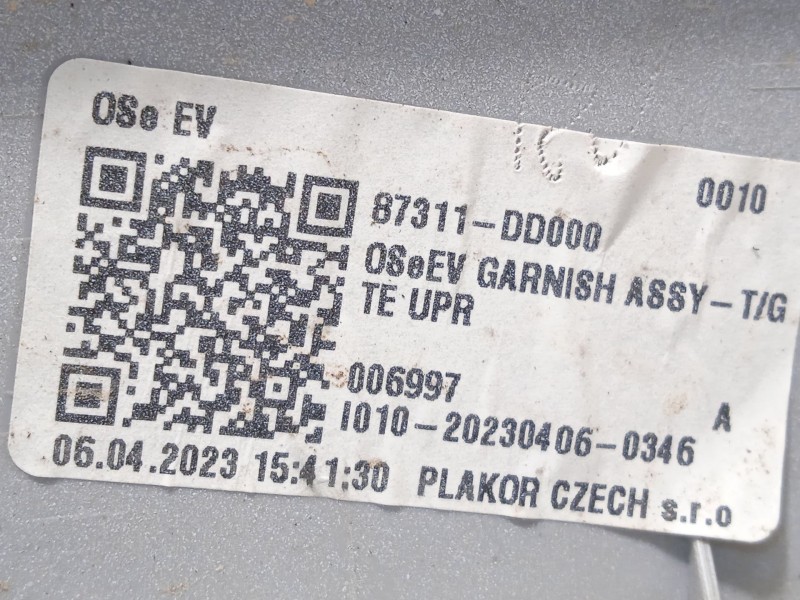 OSe EV
0010
87311-DD000
OSeEV GARNISH ASSY-T/G
TE UPR
006997
A
I010-20230406-0346
06.04.2023 15:41:30 PLAKOR CZECH s.r.o